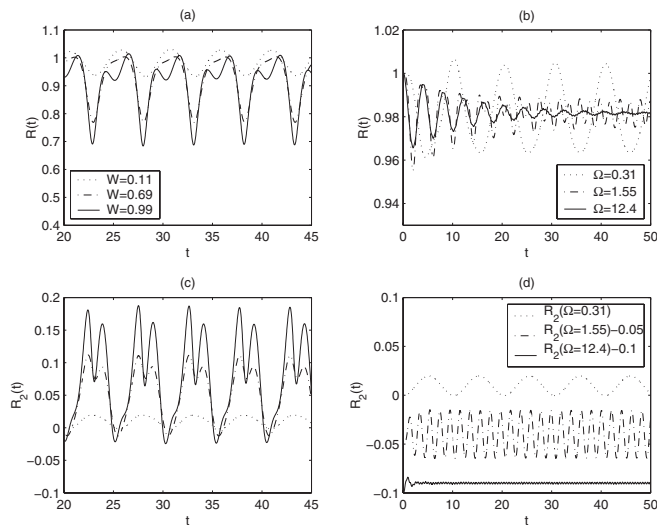 (a)
1.1
1
0.9
0.8
0.7
0.6
0.5
0.4
R(t)
W=0.11
W=0.69
W=0.99
20 25 30 35 40 45
t
(b)
1.02
1
0.98
0.96
0.94
R(t)
Ω=0.31
Ω=1.55
Ω=12.4
0 10 20 30 40 50
t
(c)
0.2
0.15
0.1
0.05
0
−0.05
−0.1
R2(t)
20 25 30 35 40 45
t
(d)
0.1
0.05
0
−0.05
−0.1
R2(t)
R2(Ω=0.31)
R2(Ω=1.55)−0.05
R2(Ω=12.4)−0.1
0 10 20 30 40 50
t